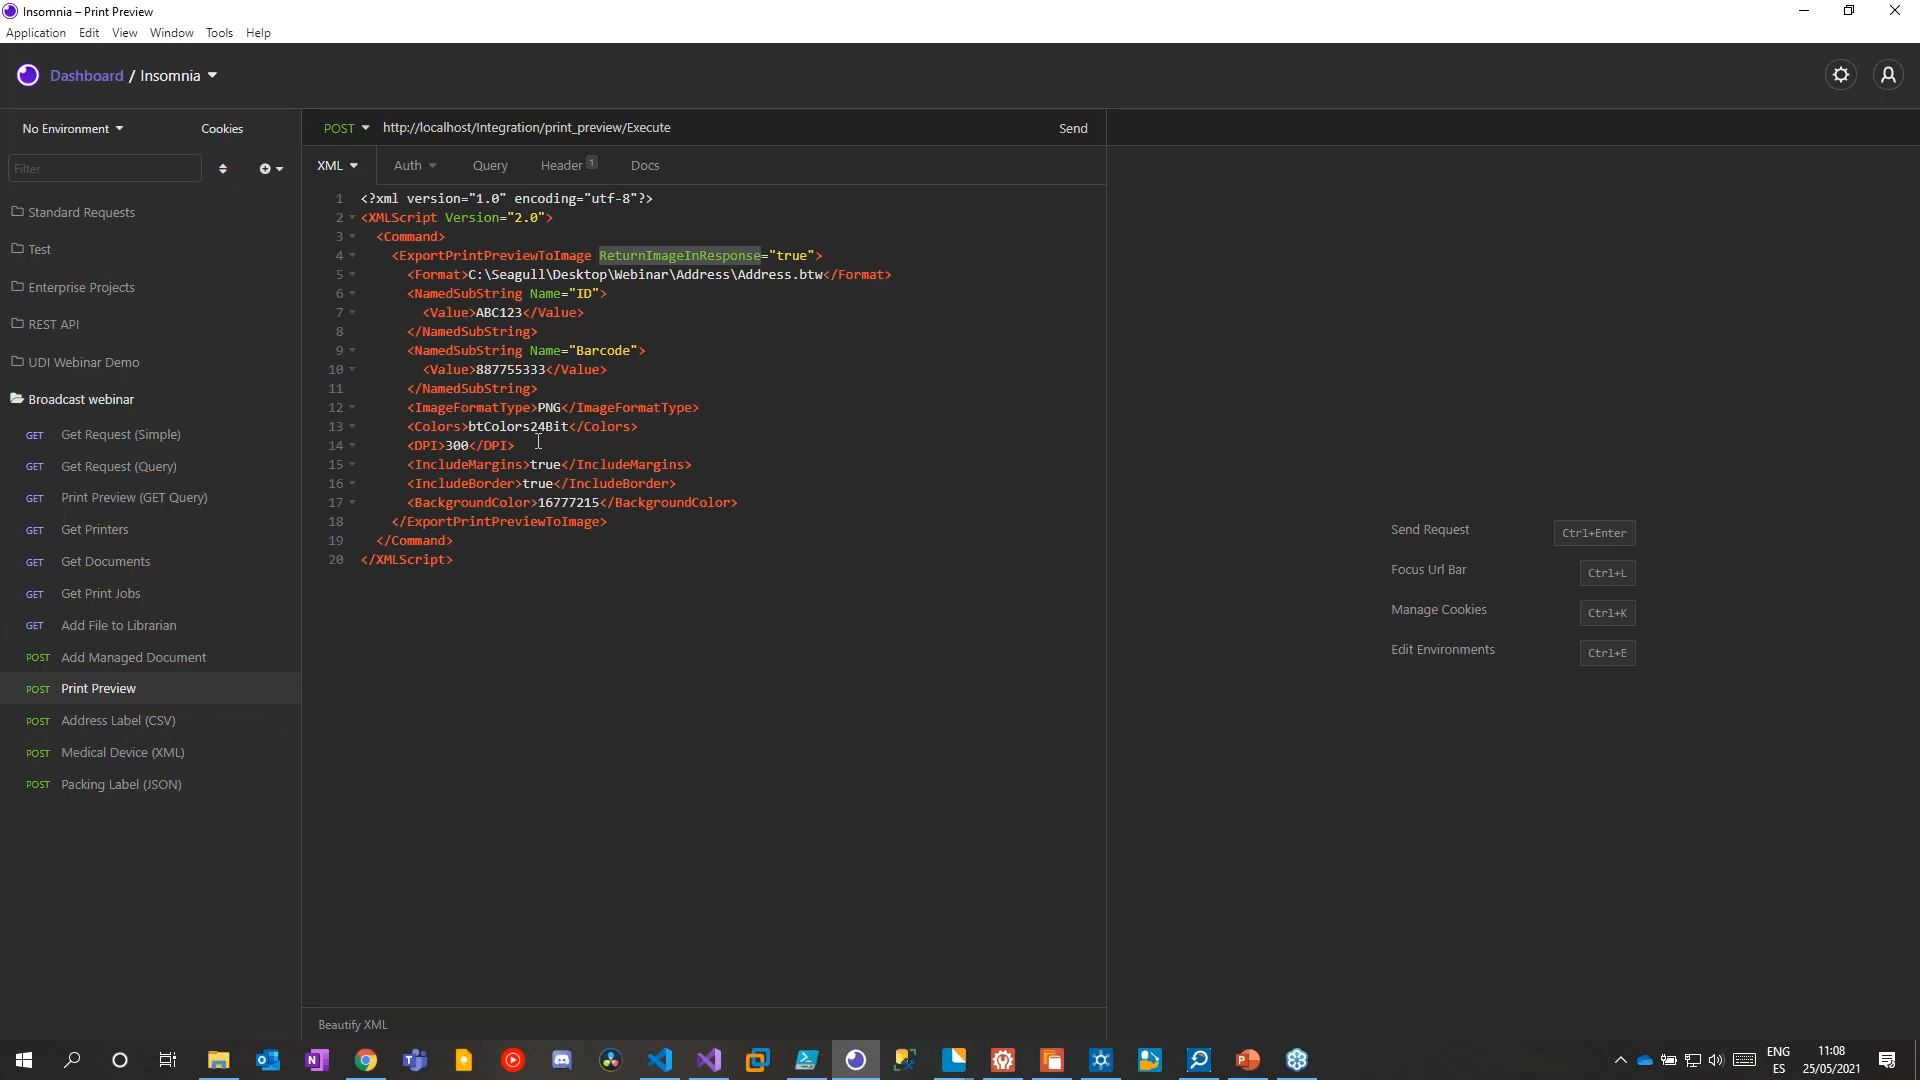 Insomnia – Print Preview
Application Edit View Window Tools Help
Dashboard / Insomnia
No Environment Cookies
Filter
Standard Requests
Test
Enterprise Projects
REST API
UDI Webinar Demo
Broadcast webinar
GET Get Request (Simple)
GET Get Request (Query)
GET Print Preview (GET Query)
GET Get Printers
GET Get Documents
GET Get Print Jobs
GET Add File to Librarian
POST Add Managed Document
POST Print Preview
POST Address Label (CSV)
POST Medical Device (XML)
POST Packing Label (JSON)
POST http://localhost/Integration/print_preview/Execute Send
XML Auth Query Header 1 Docs
1 <?xml version="1.0" encoding="utf-8"?>
2 <XMLScript Version="2.0">
3 <Command>
4 <ExportPrintPreviewToImage ReturnImageInResponse="true">
5 <Format>C:\Seagull\Desktop\Webinar\Address\Address.btw</Format>
6 <NamedSubString Name="ID">
7 <Value>ABC123</Value>
8 </NamedSubString>
9 <NamedSubString Name="Barcode">
10 <Value>887755333</Value>
11 </NamedSubString>
12 <ImageFormatType>PNG</ImageFormatType>
13 <Colors>btColors24Bit</Colors>
14 <DPI>300</DPI>
15 <IncludeMargins>true</IncludeMargins>
16 <IncludeBorder>true</IncludeBorder>
17 <BackgroundColor>16777215</BackgroundColor>
18 </ExportPrintPreviewToImage>
19 </Command>
20 </XMLScript>
Beautify XML
Send Request Ctrl+Enter
Focus Url Bar Ctrl+L
Manage Cookies Ctrl+K
Edit Environments Ctrl+E
ENG
ES
11:08
25/05/2021